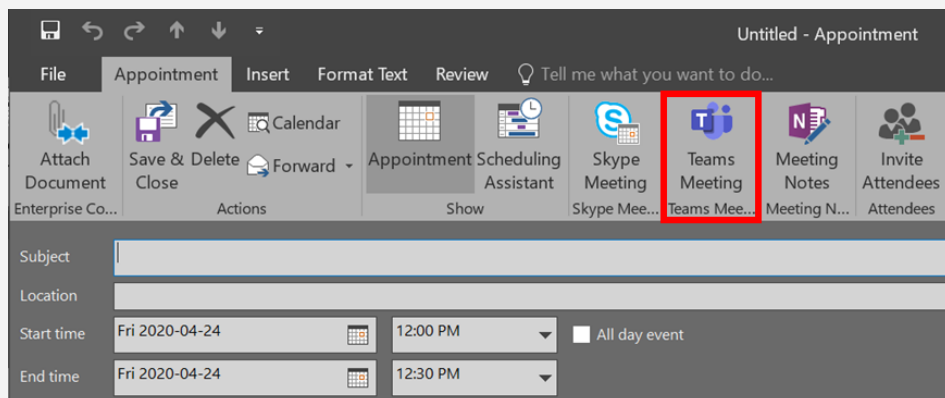 Untitled - Appointment
File Appointment Insert Format Text Review Tell me what you want to do...
Attach Document
Save & Close
Delete
Calendar
Forward
Appointment
Scheduling Assistant
Skype Meeting
Teams Meeting
Meeting Notes
Invite Attendees
Enterprise Co... Actions Show Skype Mee... Teams Mee... Meeting N... Attendees
Subject
Location
Start time Fri 2020-04-24 12:00 PM All day event
End time Fri 2020-04-24 12:30 PM